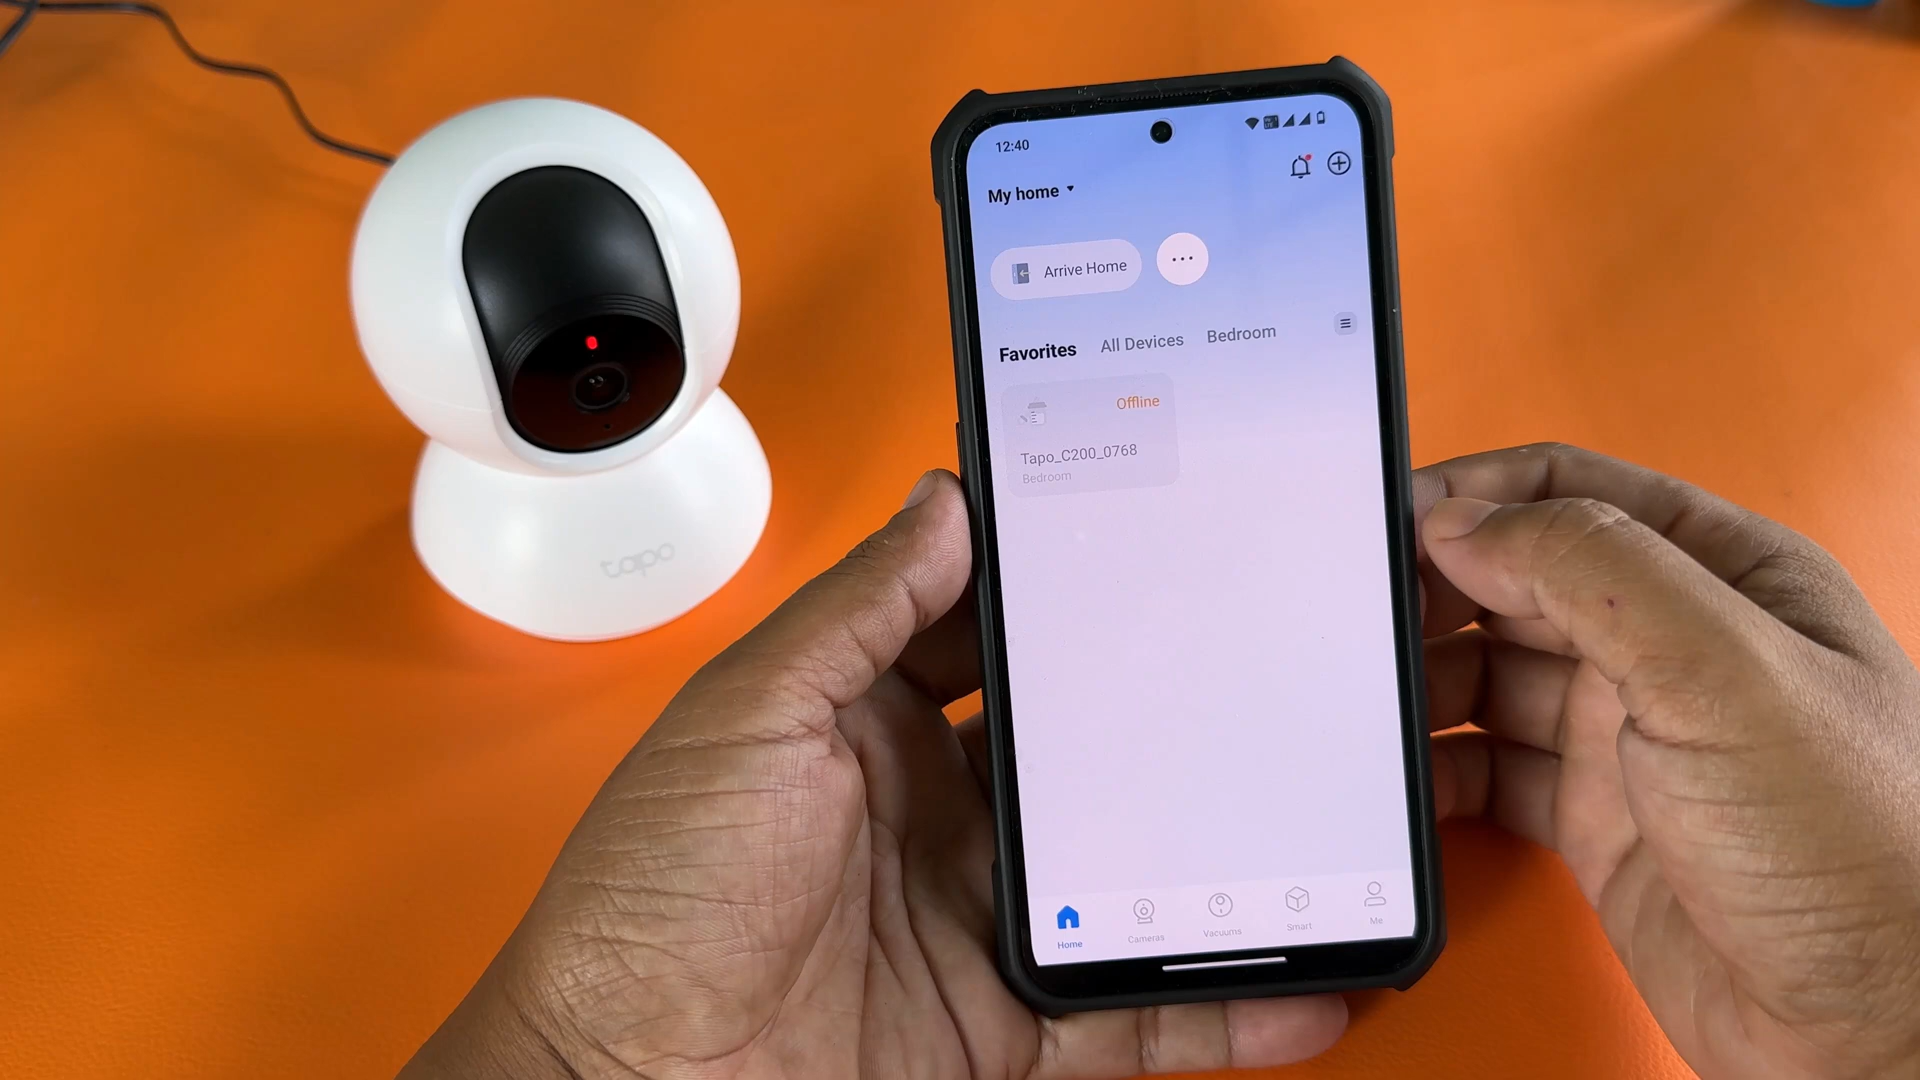 tapo
12:40
My home
Arrive Home
Favorites All Devices Bedroom
Offline
Tapo_C200_0768
Bedroom
Home Cameras Vacuums Smart Me